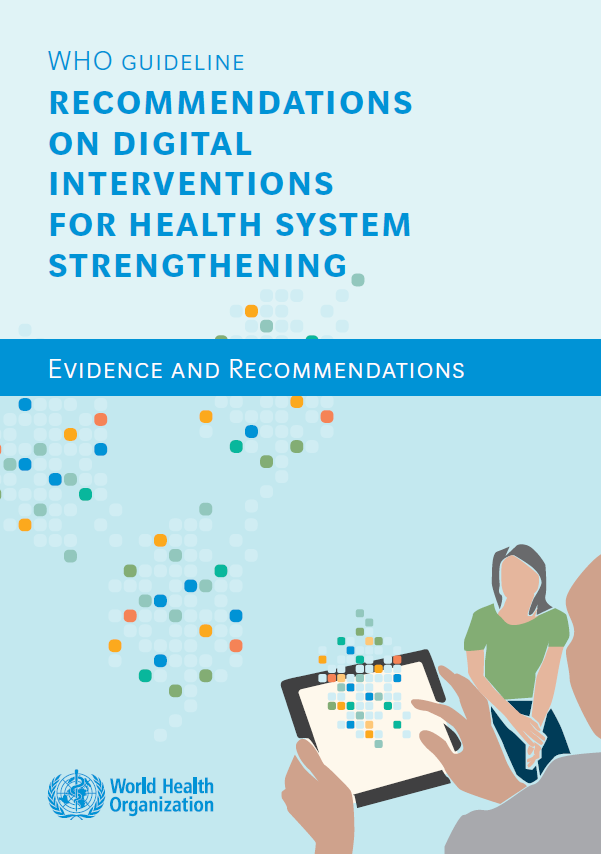 WHO GUIDELINE
RECOMMENDATIONS
ON DIGITAL
INTERVENTIONS
FOR HEALTH SYSTEM
STRENGTHENING
EVIDENCE AND RECOMMENDATIONS
World Health
Organization